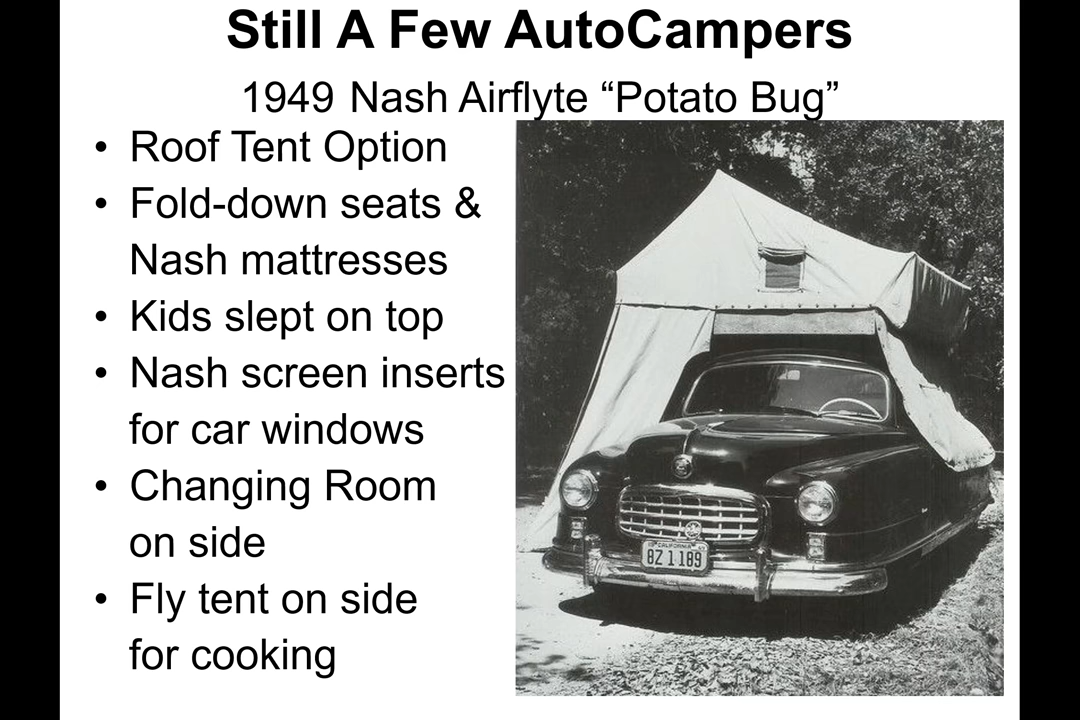 Still A Few AutoCampers
1949 Nash Airflyte “Potato Bug”
• Roof Tent Option
• Fold-down seats &
Nash mattresses
• Kids slept on top
• Nash screen inserts
for car windows
• Changing Room
on side
• Fly tent on side
for cooking
CALIFORNIA
8Z 1 189